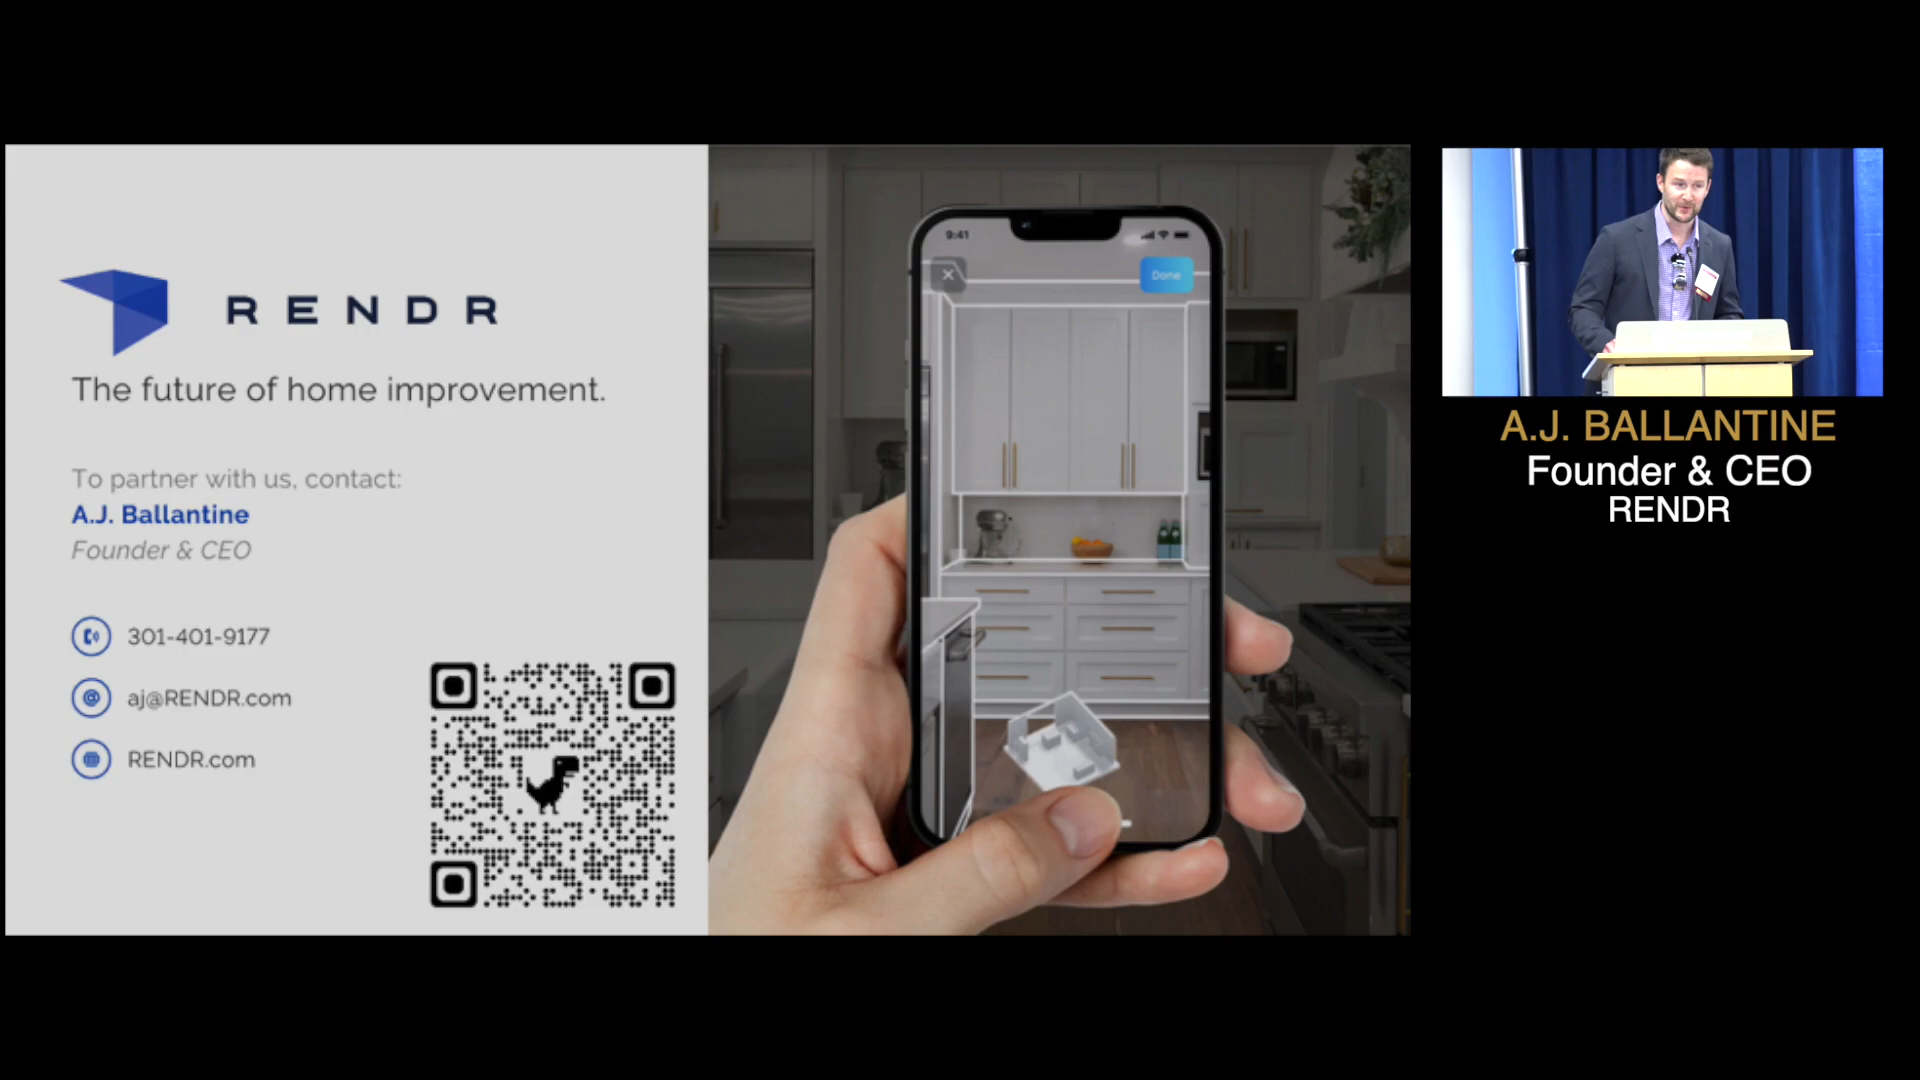 RENDR
The future of home improvement.
To partner with us, contact:
A.J. Ballantine
Founder & CEO
301-401-9177
aj@RENDR.com
RENDR.com
9:41
Done
A.J. BALLANTINE
Founder & CEO
RENDR